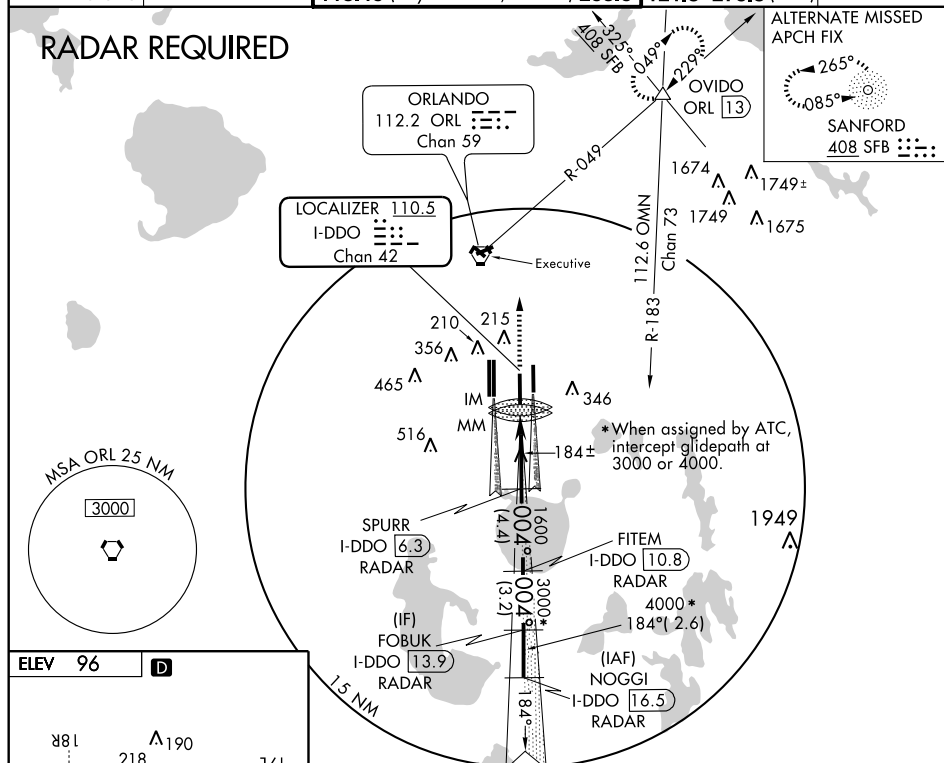 RADAR REQUIRED
325°
408 SFB
049°
229°
OVIDO
ORL 13
ALTERNATE MISSED
APCH FIX
265°
085°
SANFORD
408 SFB
ORLANDO
112.2 ORL
Chan 59
R-049
1674
1749±
1749
1675
LOCALIZER 110.5
I-DDO
Chan 42
Executive
112.6 OMN
Chan 73
R-183
210
215
356
465
IM
346
MM
516
184±
*When assigned by ATC,
intercept glidepath at
3000 or 4000.
MSA ORL 25 NM
3000
1949
SPURR
I-DDO 6.3
RADAR
1600
004°
(4.4)
FITEM
I-DDO 10.8
RADAR
3000*
004°
(3.2)
4000*
184°(2.6)
(IF)
FOBUK
I-DDO 13.9
RADAR
(IAF)
NOGGI
I-DDO 16.5
RADAR
184°
15 NM
ELEV 96 D
18R
190
218